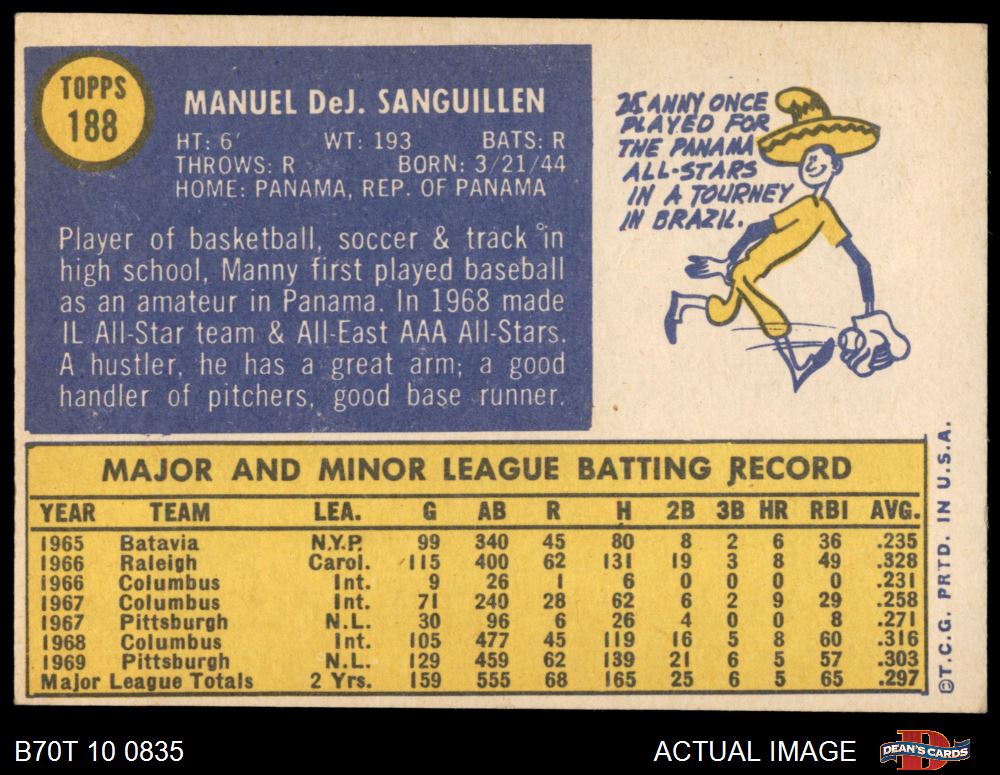 TOPPS
188
MANUEL DeJ. SANGUILLEN
HT: 6' WT: 193 BATS: R
THROWS: R BORN: 3/21/44
HOME: PANAMA, REP. OF PANAMA
Player of basketball, soccer & track in
high school, Manny first played baseball
as an amateur in Panama. In 1968 made
IL All-Star team & All-East AAA All-Stars.
A hustler, he has a great arm; a good
handler of pitchers, good base runner.
MANNY ONCE
PLAYED FOR
THE PANAMA
ALL-STARS
IN A TOURNEY
IN BRAZIL.
MAJOR AND MINOR LEAGUE BATTING RECORD
YEAR TEAM LEA. G AB R H 2B 3B HR RBI AVG.
1965 Batavia N.Y.P. 99 340 45 80 8 2 6 36 .235
1966 Raleigh Carol. 115 400 62 131 19 3 8 49 .328
1966 Columbus Int. 9 26 1 6 0 0 0 0 .231
1967 Columbus Int. 71 240 28 62 6 2 9 29 .258
1967 Pittsburgh N.L. 30 96 6 26 4 0 0 8 .271
1968 Columbus Int. 105 477 45 119 16 5 8 60 .316
1969 Pittsburgh N.L. 129 459 62 139 21 6 5 57 .303
Major League Totals 2 Yrs. 159 555 68 165 25 6 5 65 .297
©T.C.G. PRTD. IN U.S.A.
B70T 10 0835
ACTUAL IMAGE
DEAN'S CARDS